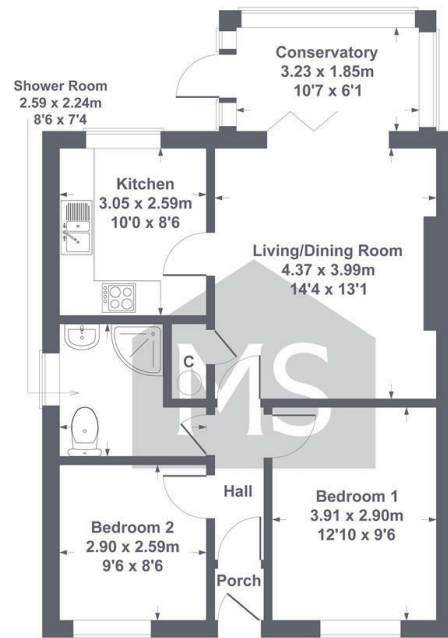 Conservatory
3.23 x 1.85m
10'7 x 6'1
Shower Room
2.59 x 2.24m
8'6 x 7'4
Kitchen
3.05 x 2.59m
10'0 x 8'6
Living/Dining Room
4.37 x 3.99m
14'4 x 13'1
C
MS
Hall
Bedroom 1
3.91 x 2.90m
12'10 x 9'6
Bedroom 2
2.90 x 2.59m
9'6 x 8'6
Porch